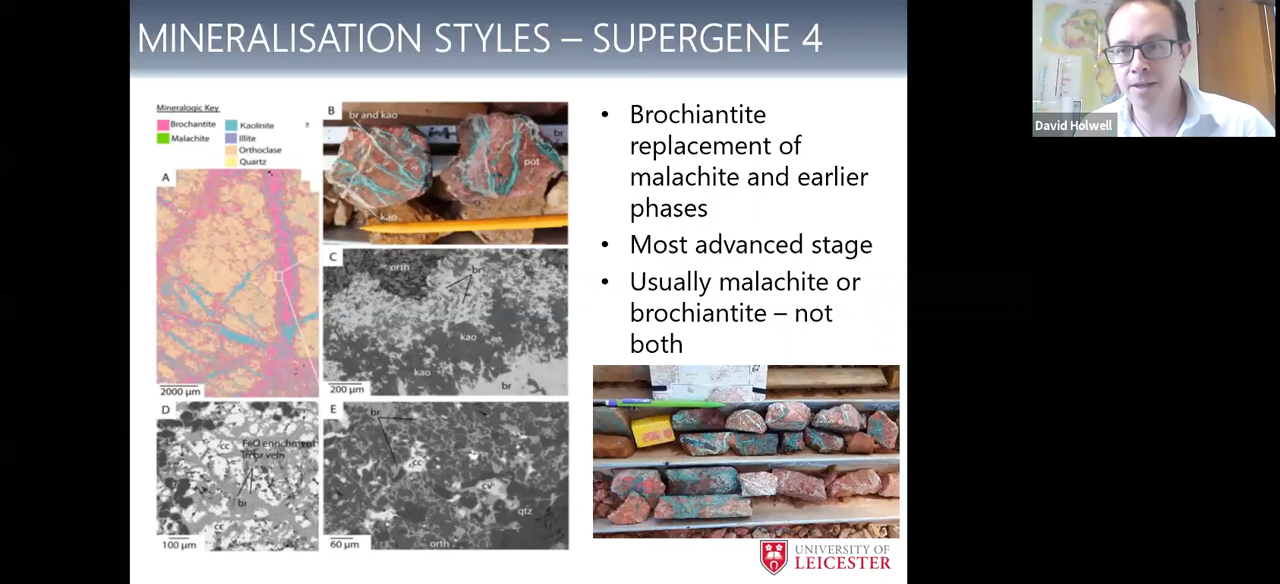 MINERALISATION STYLES – SUPERGENE 4
David Holwell
Mineralogic Key
Brochantite
Kaolinite
?
Malachite
Illite
Orthoclase
Quartz
A
2000 µm
B
br and kao
br
pot
kao
C
orth
br
kao
kao
br
200 µm
D
cc
FeO enrichment
in br vein
br
cc
100 µm
E
br
cc
cv
qtz
orth
60 µm
• Brochiantite
replacement of
malachite and earlier
phases
• Most advanced stage
• Usually malachite or
brochiantite – not
both
UNIVERSITY OF
LEICESTER